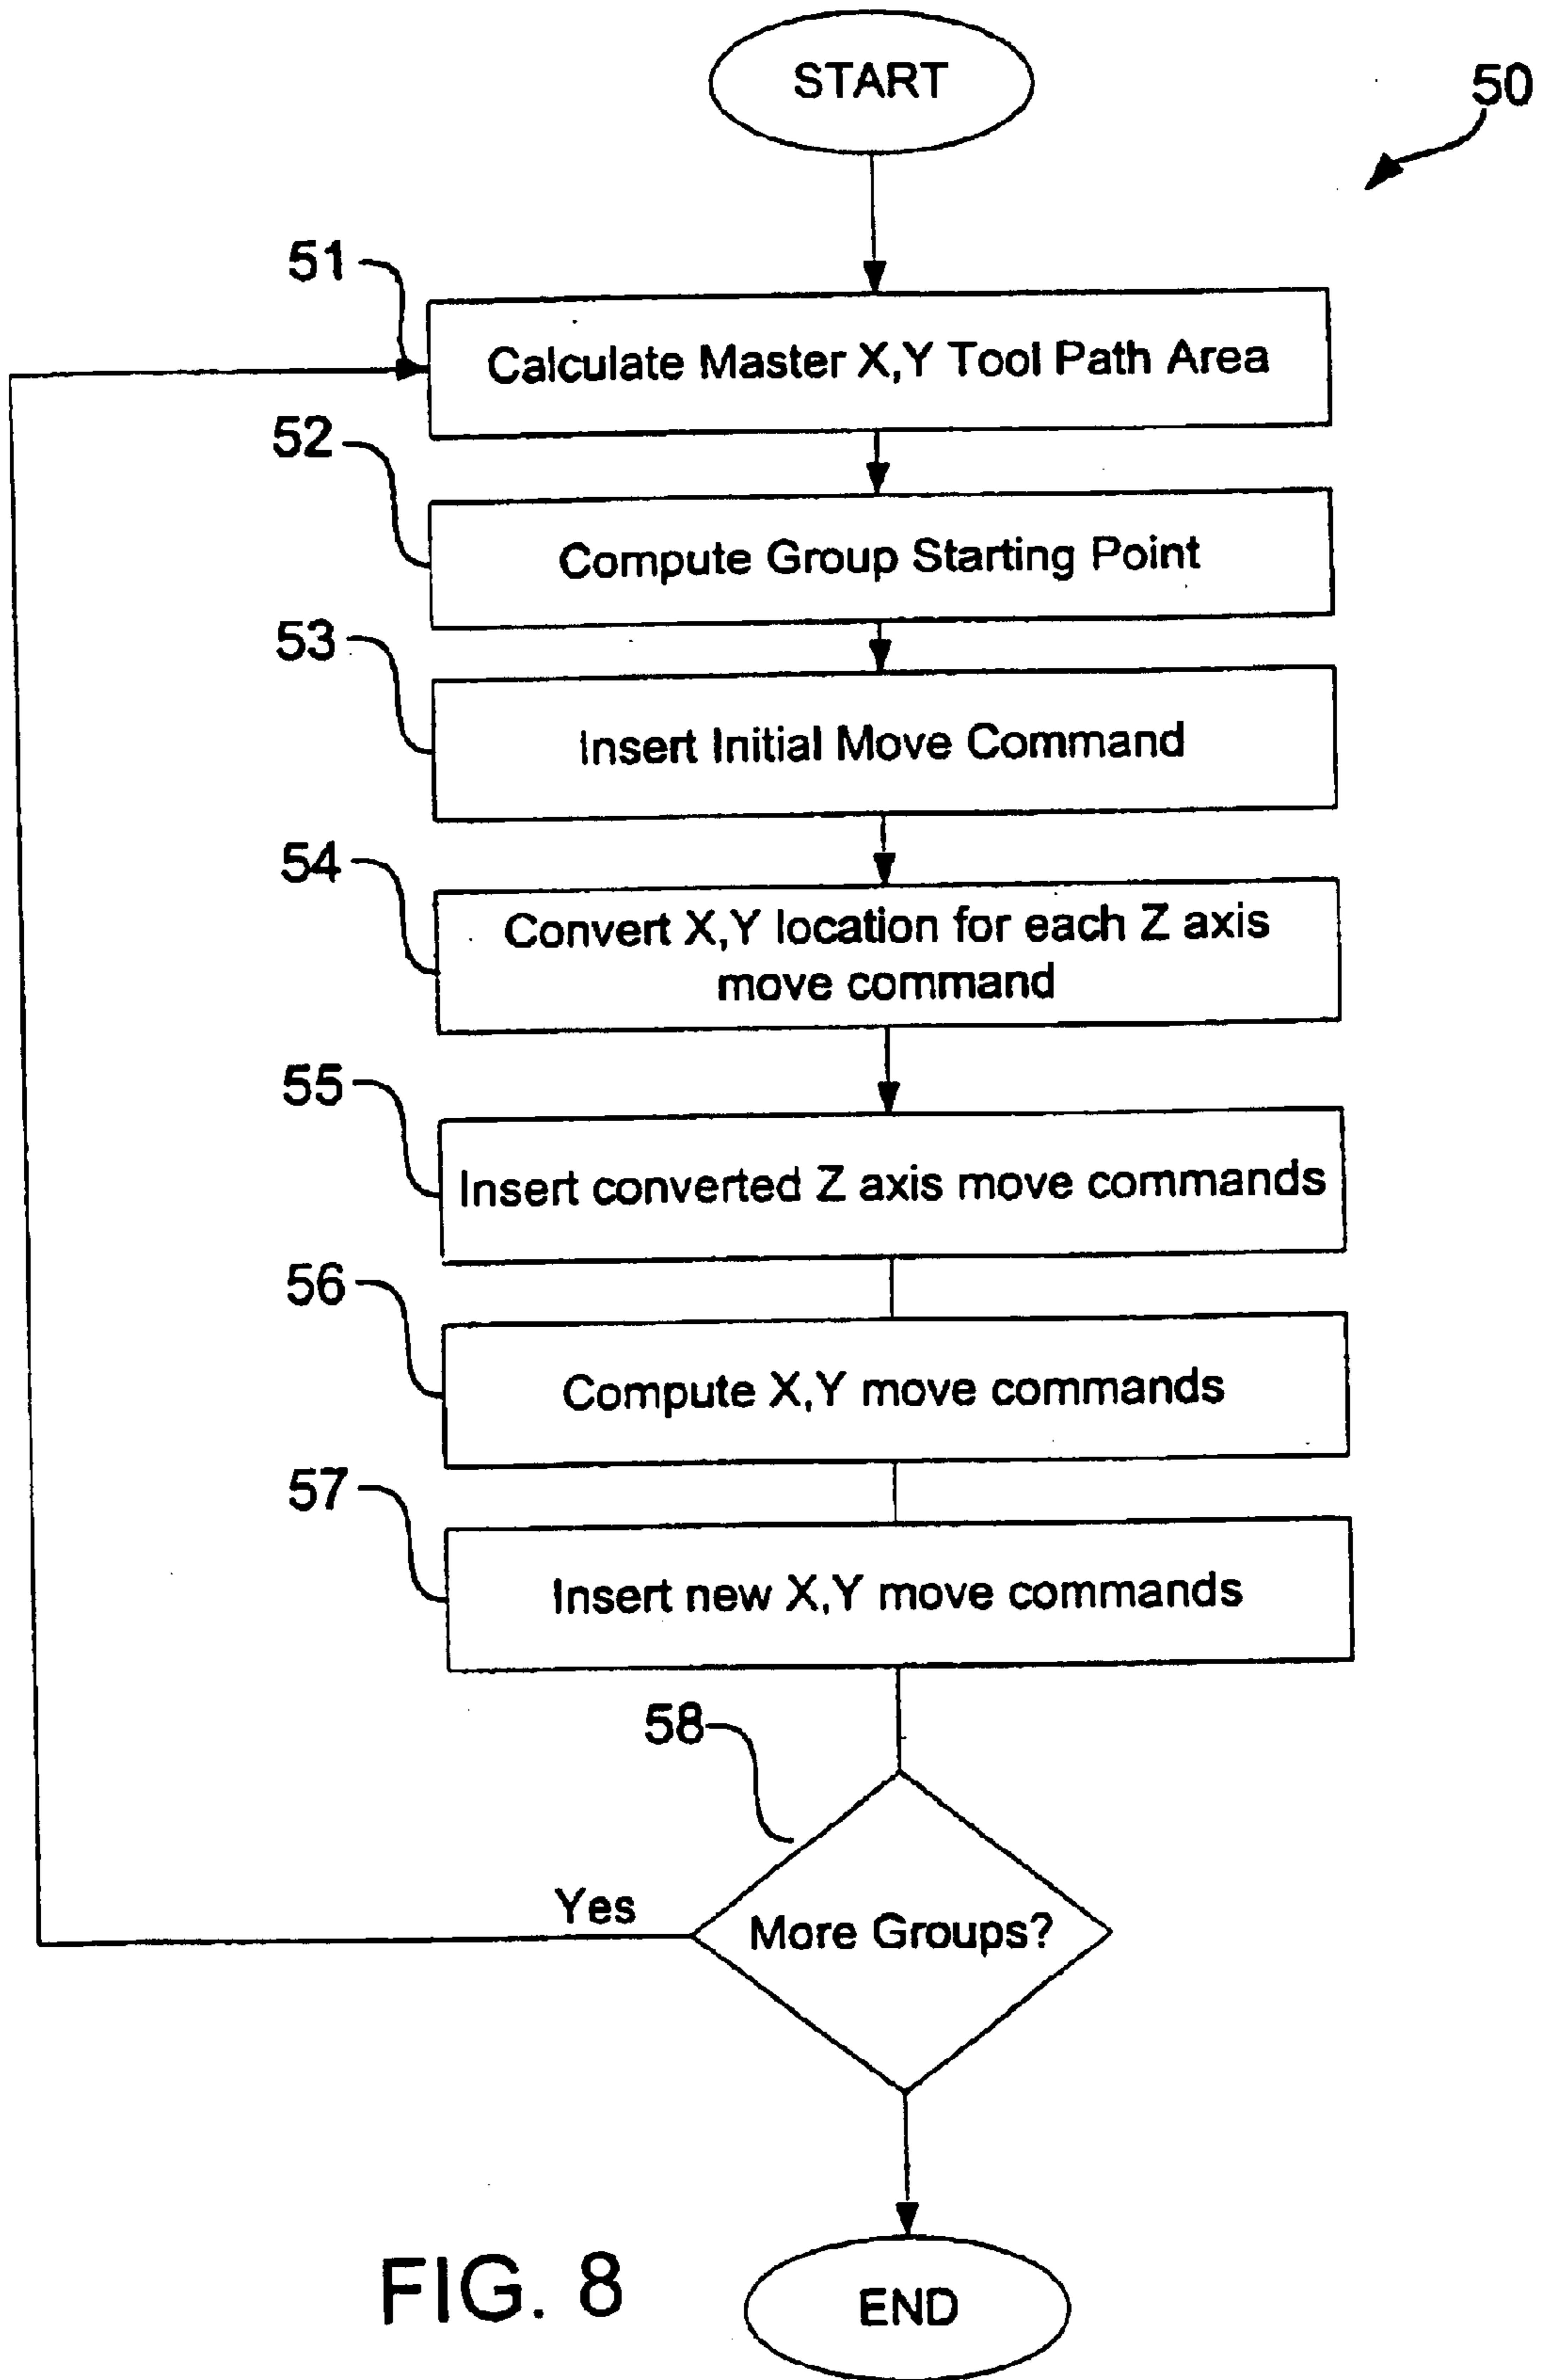 START
50
51
Calculate Master X,Y Tool Path Area
52
Compute Group Starting Point
53
Insert Initial Move Command
54
Convert X,Y location for each Z axis
move command
55
Insert converted Z axis move commands
56
Compute X,Y move commands
57
Insert new X,Y move commands
58
Yes
More Groups?
FIG. 8
END